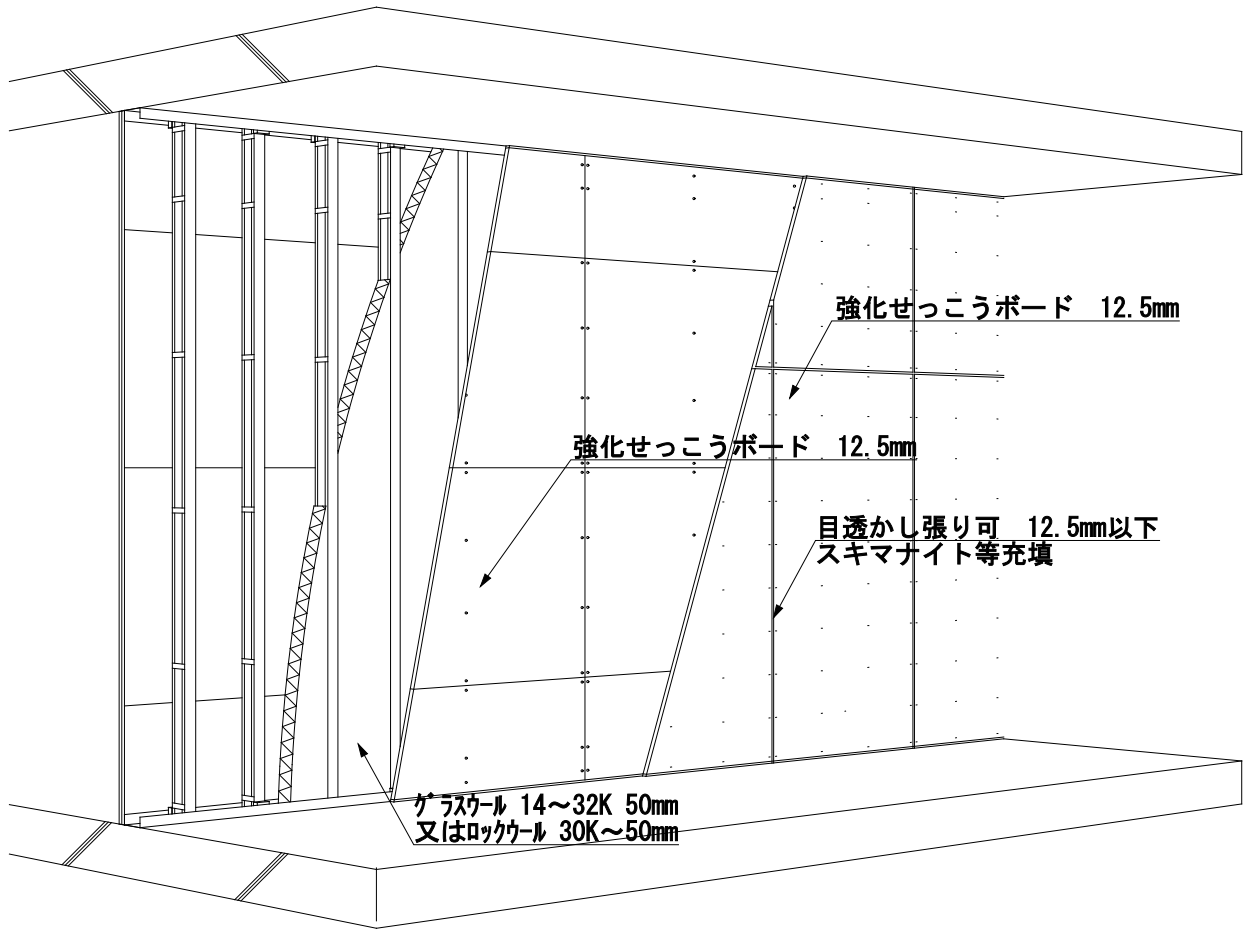 強化せっこうボード　12.5mm
強化せっこうボード　12.5mm
目透かし張り可　12.5mm以下
スキマナイト等充填
グラスウール 14～32K 50mm
又はロックウール 30K～50mm